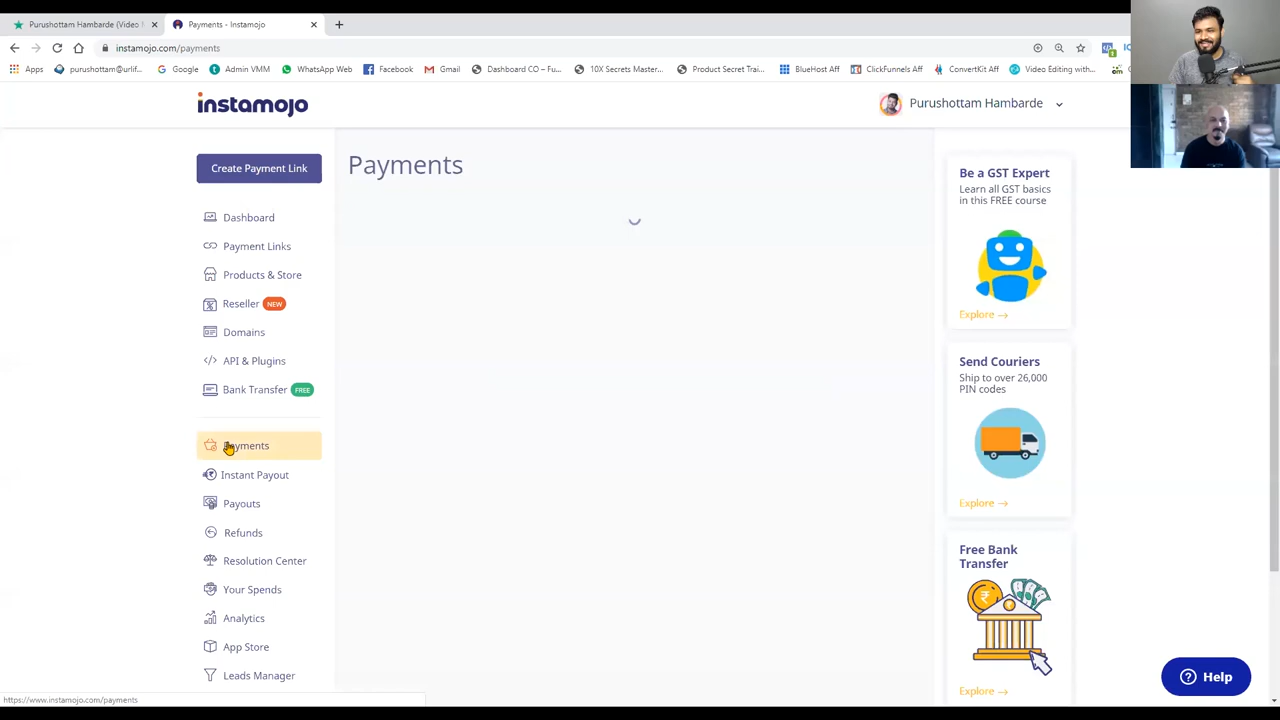 Purushottam Hambarde (Video M
Payments - Instamojo
instamojo.com/payments
Apps
purushottam@urlif...
Google
Admin VMM
WhatsApp Web
Facebook
Gmail
Dashboard CO – Fu...
10X Secrets Master...
Product Secret Trai...
BlueHost Aff
ClickFunnels Aff
ConvertKit Aff
Video Editing with...
instamojo
Purushottam Hambarde
Create Payment Link
Dashboard
Payment Links
Products & Store
Reseller NEW
Domains
API & Plugins
Bank Transfer FREE
Payments
Instant Payout
Payouts
Refunds
Resolution Center
Your Spends
Analytics
App Store
Leads Manager
Payments
Be a GST Expert
Learn all GST basics
in this FREE course
Explore →
Send Couriers
Ship to over 26,000
PIN codes
Explore →
Free Bank
Transfer
Explore →
Help
https://www.instamojo.com/payments